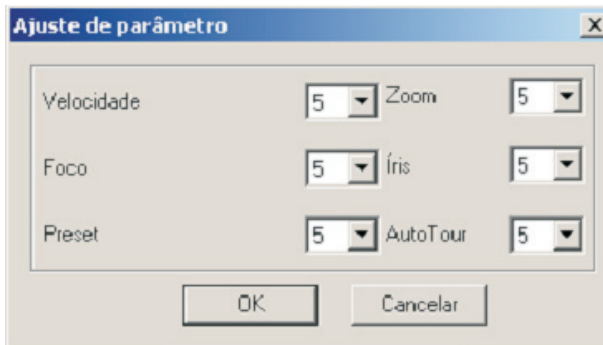 Ajuste de parâmetro
Velocidade 5 Zoom 5
Foco 5 Íris 5
Preset 5 AutoTour 5
OK Cancelar